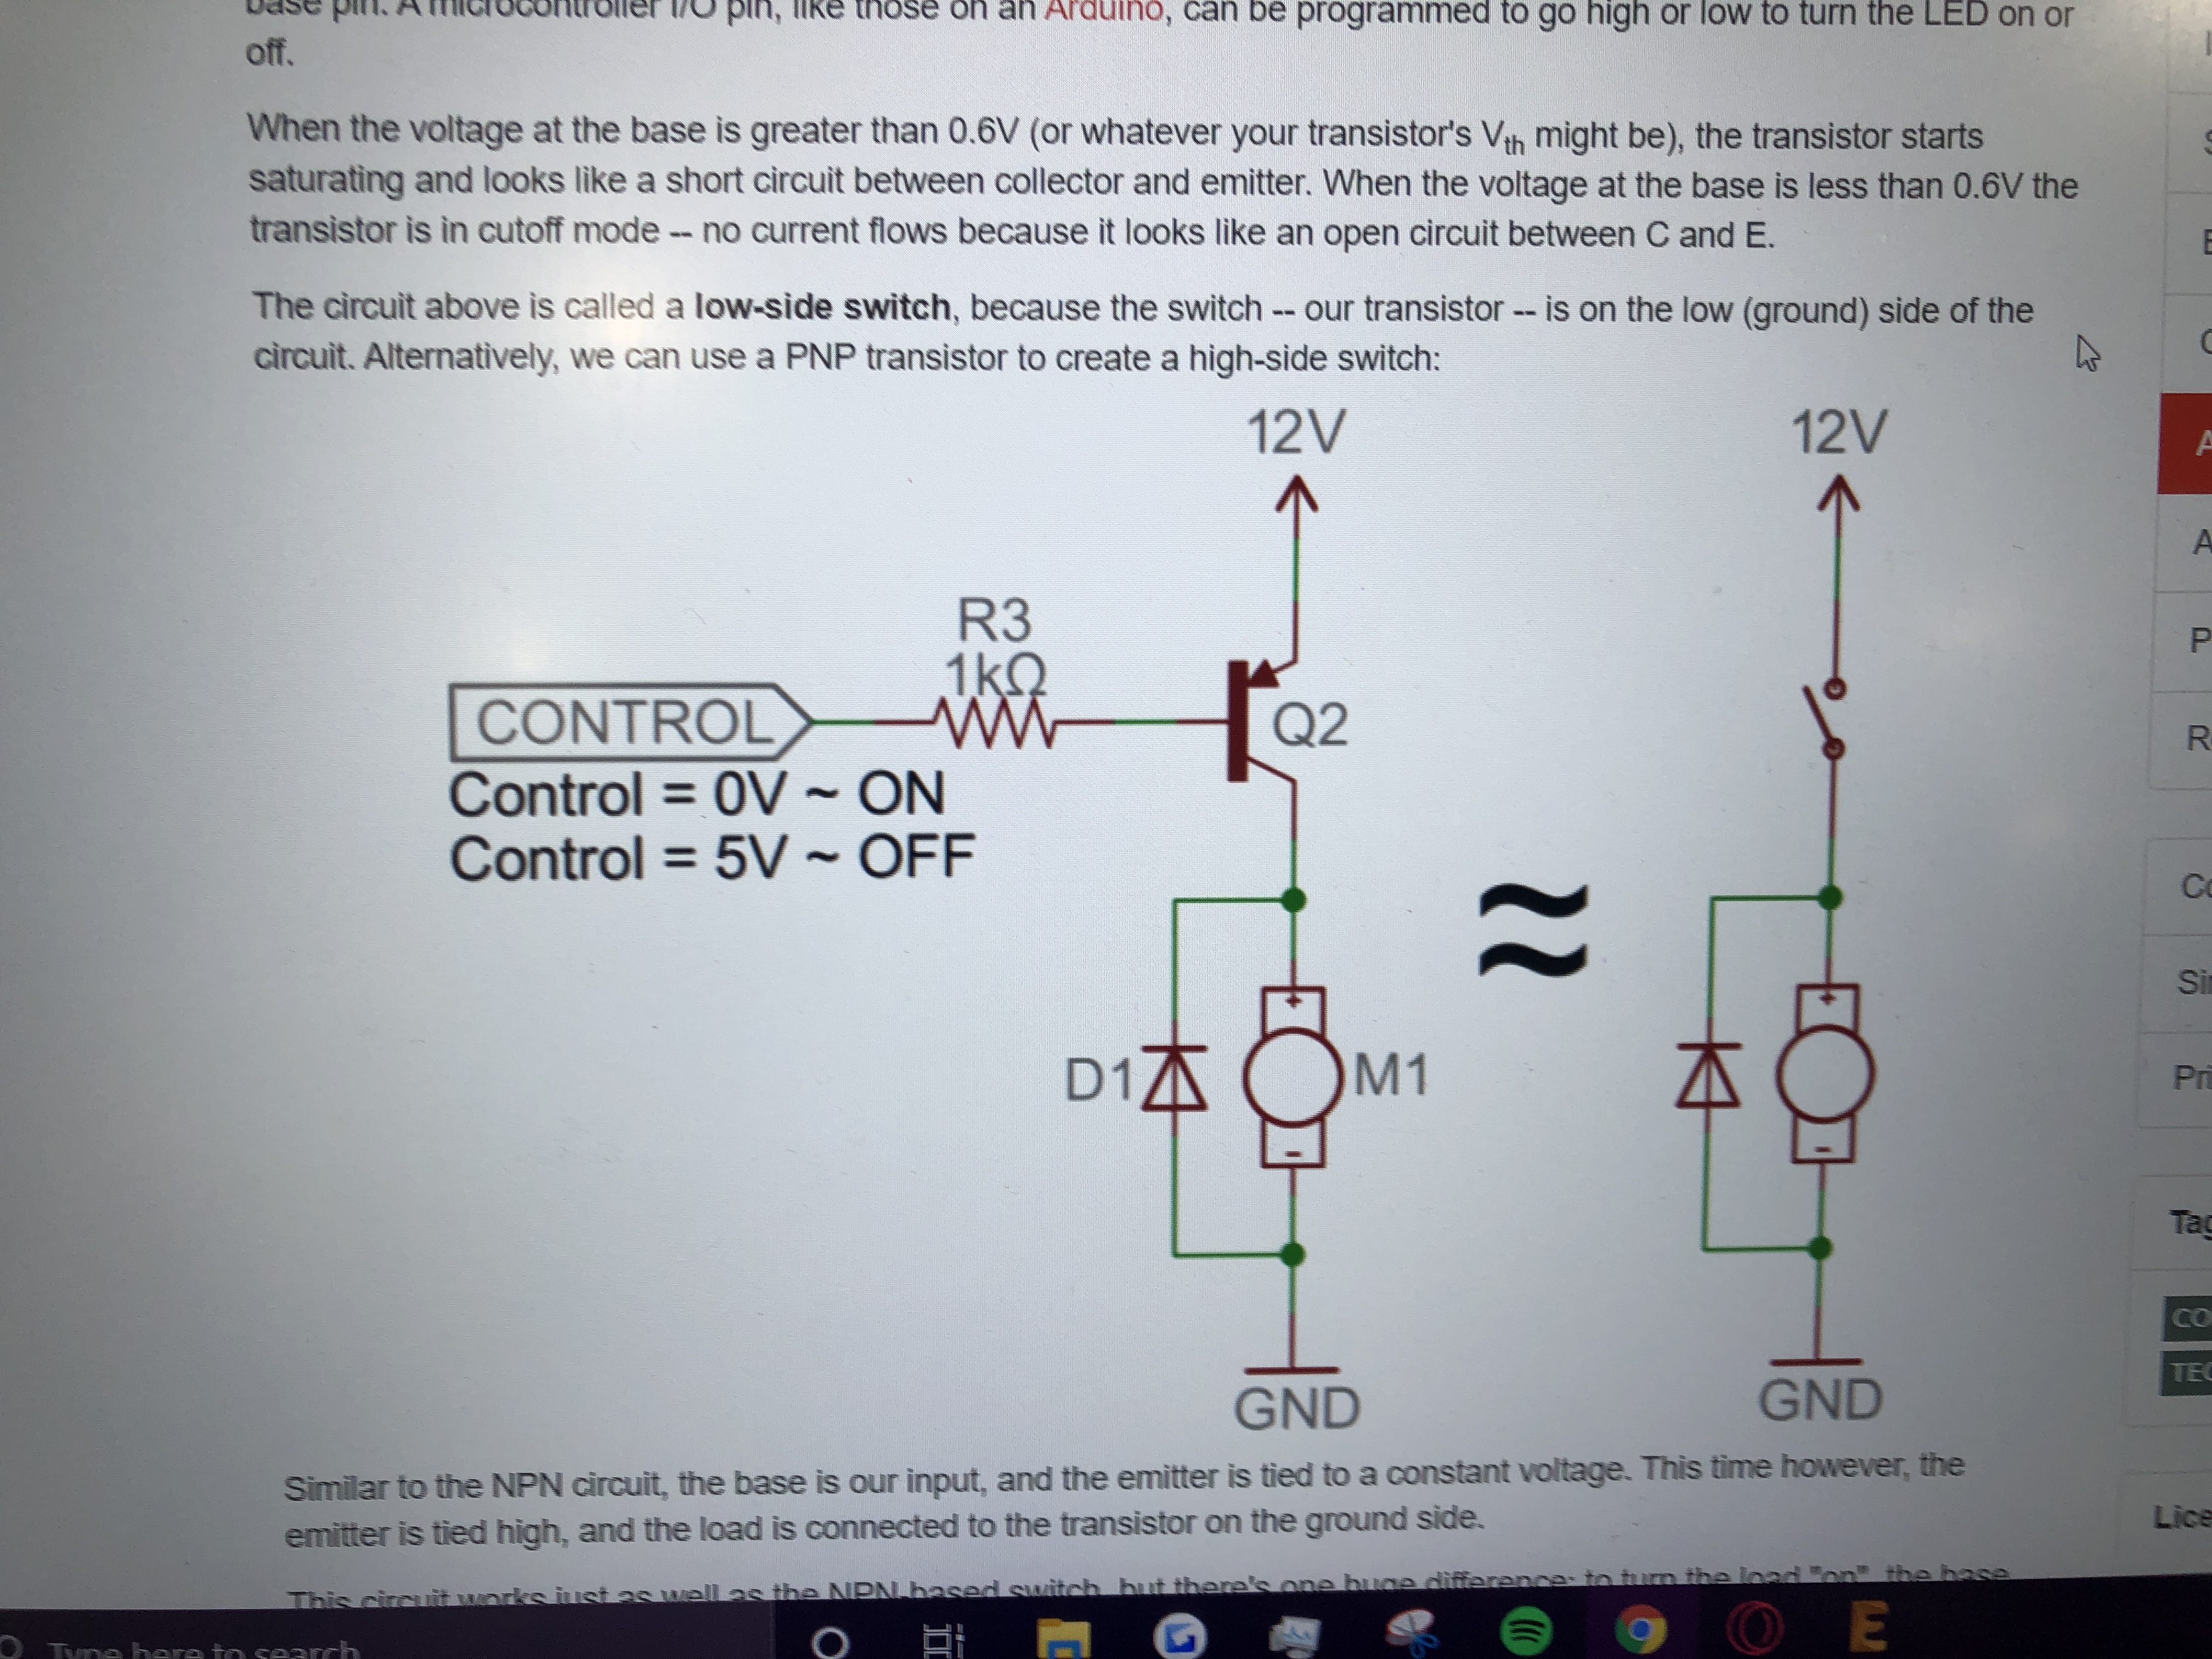 base pin. A microcontroller I/O pin, like those on an Arduino, can be programmed to go high or low to turn the LED on or
off.
When the voltage at the base is greater than 0.6V (or whatever your transistor's Vth might be), the transistor starts
saturating and looks like a short circuit between collector and emitter. When the voltage at the base is less than 0.6V the
transistor is in cutoff mode -- no current flows because it looks like an open circuit between C and E.
The circuit above is called a low-side switch, because the switch -- our transistor -- is on the low (ground) side of the
circuit. Alternatively, we can use a PNP transistor to create a high-side switch:
12V
12V
R3
1kΩ
CONTROL
Q2
Control = 0V ~ ON
Control = 5V ~ OFF
≈
+
+
D1
M1
-
-
GND
GND
Similar to the NPN circuit, the base is our input, and the emitter is tied to a constant voltage. This time however, the
emitter is tied high, and the load is connected to the transistor on the ground side.
This circuit works just as well as the NPN-based switch, but there's one huge difference: to turn the load "on", the base
Type here to search